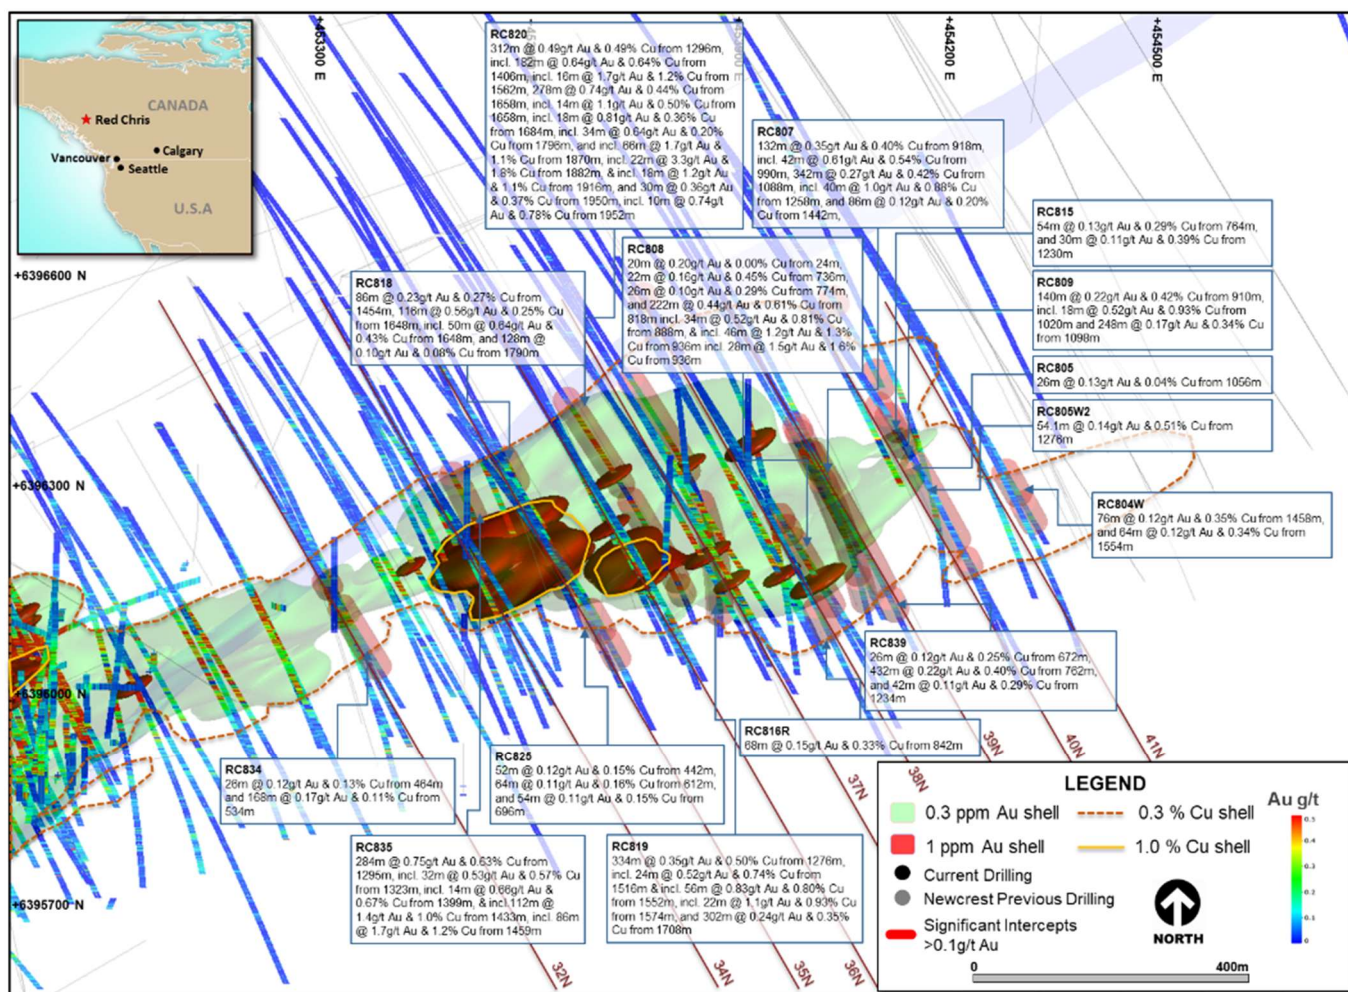 +453300 E
+454200 E
+454500 E
CANADA
Red Chris
Calgary
Vancouver
Seattle
U.S.A
RC820
312m @ 0.49g/t Au & 0.49% Cu from 1296m,
incl. 182m @ 0.64g/t Au & 0.64% Cu from
1406m, incl. 16m @ 1.7g/t Au & 1.2% Cu from
1562m, 278m @ 0.74g/t Au & 0.44% Cu from
1658m, incl. 14m @ 1.1g/t Au & 0.50% Cu from
1658m, incl. 18m @ 0.81g/t Au & 0.36% Cu
from 1684m, incl. 34m @ 0.64g/t Au & 0.20%
Cu from 1796m, and incl. 66m @ 1.7g/t Au &
1.1% Cu from 1870m, incl. 22m @ 3.3g/t Au &
1.8% Cu from 1882m, & incl. 18m @ 1.2g/t Au
& 1.1% Cu from 1916m, and 30m @ 0.36g/t Au
& 0.37% Cu from 1950m, incl. 10m @ 0.74g/t
Au & 0.78% Cu from 1952m
RC807
132m @ 0.35g/t Au & 0.40% Cu from 918m,
incl. 42m @ 0.61g/t Au & 0.54% Cu from
990m, 342m @ 0.27g/t Au & 0.42% Cu from
1088m, incl. 40m @ 1.0g/t Au & 0.88% Cu
from 1258m, and 86m @ 0.12g/t Au & 0.20%
Cu from 1442m,
RC815
54m @ 0.13g/t Au & 0.29% Cu from 764m,
and 30m @ 0.11g/t Au & 0.39% Cu from
1230m
+6396600 N
RC818
86m @ 0.23g/t Au & 0.27% Cu from
1454m, 116m @ 0.56g/t Au & 0.25% Cu
from 1648m, incl. 50m @ 0.64g/t Au &
0.43% Cu from 1648m, and 128m @
0.10g/t Au & 0.08% Cu from 1790m
RC808
20m @ 0.20g/t Au & 0.00% Cu from 24m,
22m @ 0.16g/t Au & 0.45% Cu from 736m,
26m @ 0.10g/t Au & 0.29% Cu from 774m,
and 222m @ 0.44g/t Au & 0.61% Cu from
818m incl. 34m @ 0.52g/t Au & 0.81% Cu
from 888m, & incl. 46m @ 1.2g/t Au & 1.3%
Cu from 936m incl. 28m @ 1.5g/t Au & 1.6%
Cu from 936m
RC809
140m @ 0.22g/t Au & 0.42% Cu from 910m,
incl. 18m @ 0.52g/t Au & 0.93% Cu from
1020m and 248m @ 0.17g/t Au & 0.34% Cu
from 1098m
RC805
26m @ 0.13g/t Au & 0.04% Cu from 1056m
RC805W2
54.1m @ 0.14g/t Au & 0.51% Cu from
1276m
+6396300 N
RC804W
76m @ 0.12g/t Au & 0.35% Cu from 1458m,
and 64m @ 0.12g/t Au & 0.34% Cu from
1554m
RC839
26m @ 0.12g/t Au & 0.25% Cu from 672m,
432m @ 0.22g/t Au & 0.40% Cu from 762m,
and 42m @ 0.11g/t Au & 0.29% Cu from
1234m
+6396000 N
RC816R
68m @ 0.15g/t Au & 0.33% Cu from 842m
RC834
26m @ 0.12g/t Au & 0.13% Cu from 464m
and 168m @ 0.17g/t Au & 0.11% Cu from
534m
RC825
52m @ 0.12g/t Au & 0.15% Cu from 442m,
64m @ 0.11g/t Au & 0.16% Cu from 612m,
and 54m @ 0.11g/t Au & 0.15% Cu from
696m
RC835
284m @ 0.75g/t Au & 0.63% Cu from
1295m, incl. 32m @ 0.53g/t Au & 0.57% Cu
from 1323m, incl. 14m @ 0.66g/t Au &
0.67% Cu from 1399m, & incl. 112m @
1.4g/t Au & 1.0% Cu from 1433m, incl. 86m
@ 1.7g/t Au & 1.2% Cu from 1459m
RC819
334m @ 0.35g/t Au & 0.50% Cu from 1276m,
incl. 24m @ 0.52g/t Au & 0.74% Cu from
1516m & incl. 56m @ 0.83g/t Au & 0.80% Cu
from 1552m, incl. 22m @ 1.1g/t Au & 0.93% Cu
from 1574m, and 302m @ 0.24g/t Au & 0.35%
Cu from 1708m
+6395700 N
32N
34N
35N
36N
37N
38N
39N
40N
41N
LEGEND
0.3 ppm Au shell
0.3 % Cu shell
1 ppm Au shell
1.0 % Cu shell
Current Drilling
Newcrest Previous Drilling
Significant Intercepts
>0.1g/t Au
NORTH
0
400m
Au g/t
0.5
0.4
0.3
0.2
0.1
0